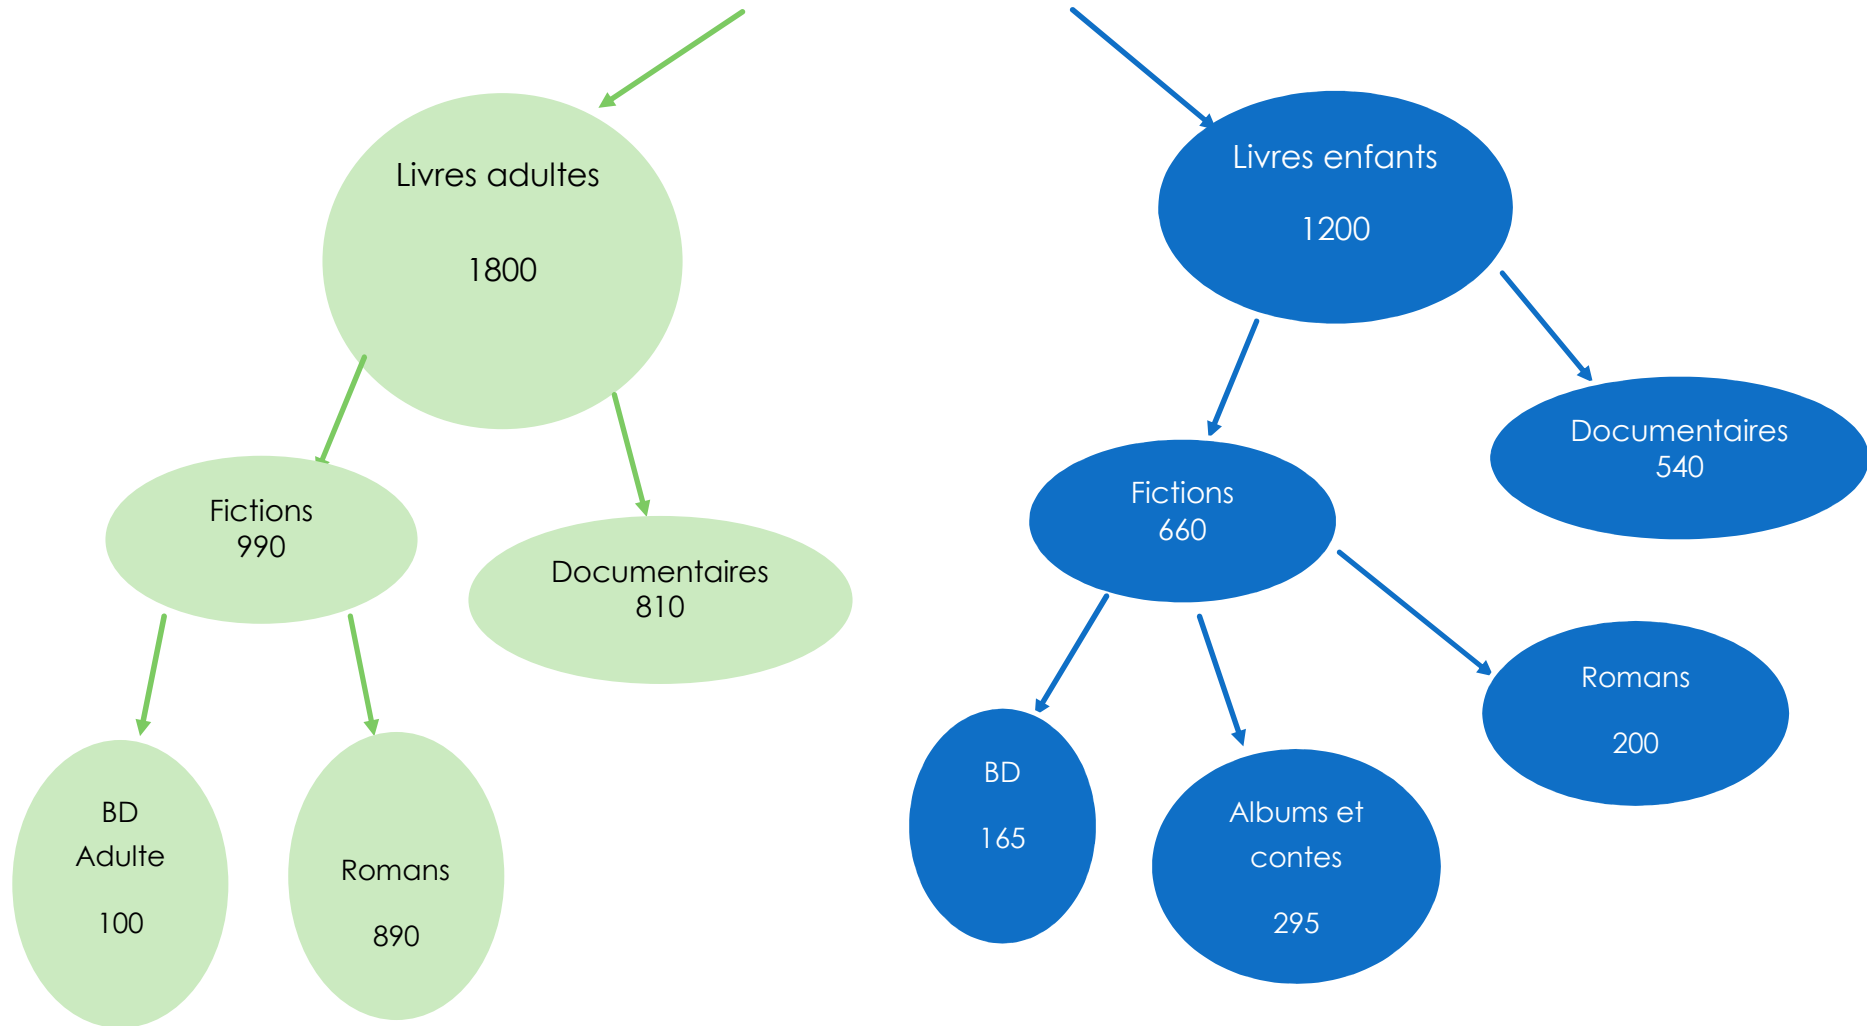 Livres adultes
1800
Fictions
990
Documentaires
810
BD
Adulte
100
Romans
890
Livres enfants
1200
Documentaires
540
Fictions
660
Romans
200
BD
165
Albums et
contes
295